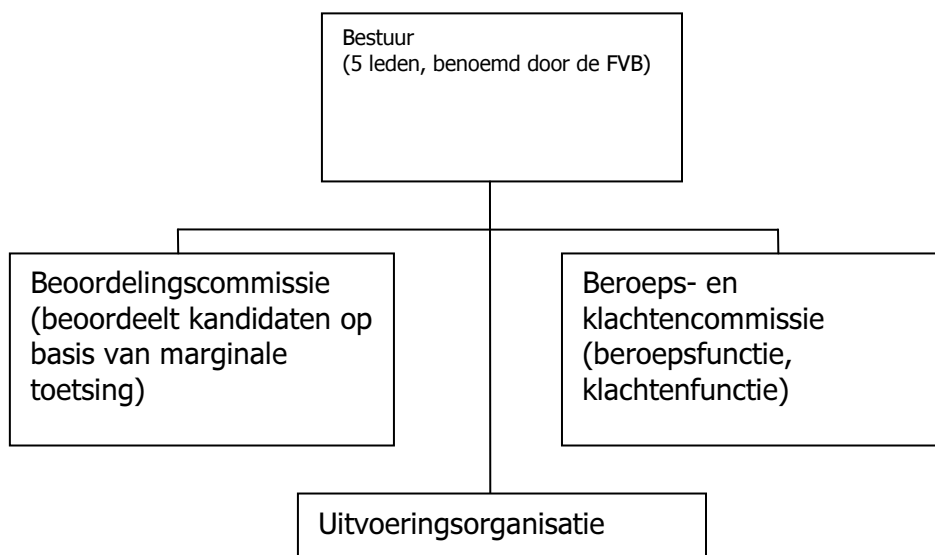 Bestuur
(5 leden, benoemd door de FVB)
Beoordelingscommissie
(beoordeelt kandidaten op
basis van marginale
toetsing)
Beroeps- en
klachtencommissie
(beroepsfunctie,
klachtenfunctie)
Uitvoeringsorganisatie